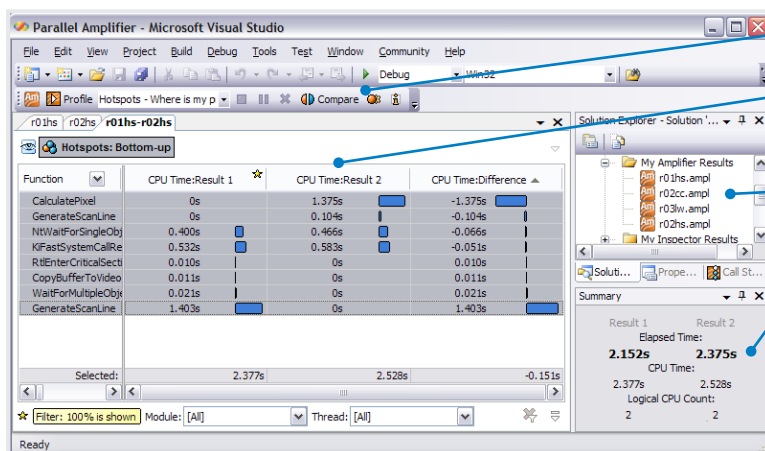 Parallel Amplifier - Microsoft Visual Studio
File Edit View Project Build Debug Tools Test Window Community Help
Debug Win32
Profile Hotspots - Where is my p Compare
r01hs r02hs r01hs-r02hs
Hotspots: Bottom-up
Function CPU Time:Result 1 CPU Time:Result 2 CPU Time:Difference
CalculatePixel 0s 1.375s -1.375s
GenerateScanLine 0s 0.104s -0.104s
NtWaitForSingleObj 0.400s 0.466s -0.066s
KiFastSystemCallRe 0.532s 0.583s -0.051s
RtlEnterCriticalSecti 0.010s 0s 0.010s
CopyBufferToVideo 0.011s 0s 0.011s
WaitForMultipleObje 0.021s 0s 0.021s
GenerateScanLine 1.403s 0s 1.403s
Selected: 2.377s 2.528s -0.151s
Filter: 100% is shown Module: [All] Thread: [All]
Ready
Solution Explorer - Solution '...
My Amplifier Results
r01hs.ampl
r02cc.ampl
r03lw.ampl
r02hs.ampl
My Inspector Results
Soluti... Prope... Call St...
Summary
Result 1 Result 2
Elapsed Time:
2.152s 2.375s
CPU Time:
2.377s 2.528s
Logical CPU Count:
2 2